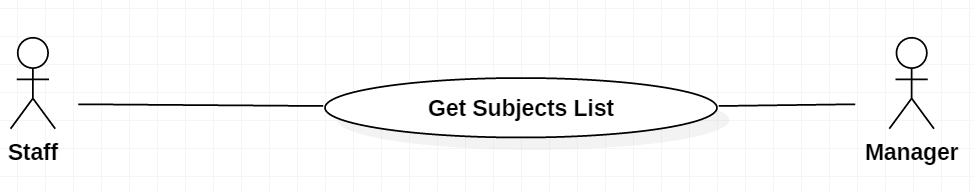 Get Subjects List
Staff
Manager